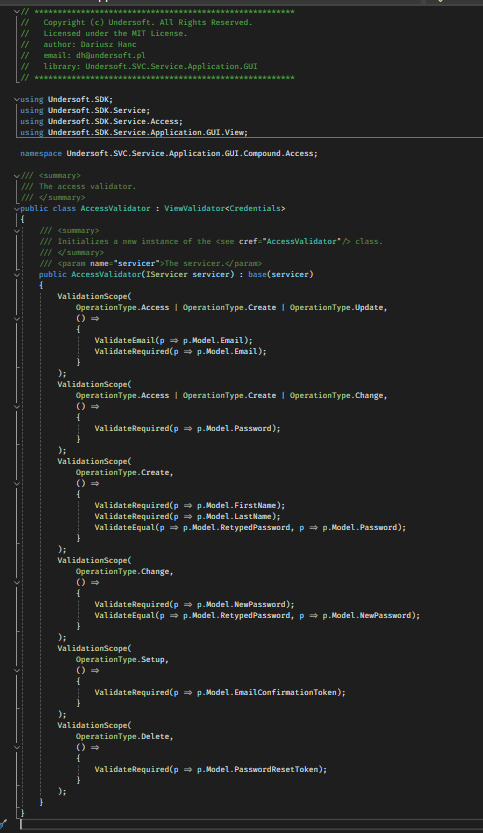 // ********************************************************
//   Copyright (c) Undersoft. All Rights Reserved.
//   Licensed under the MIT License.
//   author: Dariusz Hanc
//   email: dh@undersoft.pl
//   library: Undersoft.SVC.Service.Application.GUI
// ********************************************************
using Undersoft.SDK;
using Undersoft.SDK.Service;
using Undersoft.SDK.Service.Access;
using Undersoft.SDK.Service.Application.GUI.View;
namespace Undersoft.SVC.Service.Application.GUI.Compound.Access;
/// <summary>
/// The access validator.
/// </summary>
public class AccessValidator : ViewValidator<Credentials>
{
    /// <summary>
    /// Initializes a new instance of the <see cref="AccessValidator"/> class.
    /// </summary>
    /// <param name="servicer">The servicer.</param>
    public AccessValidator(IServicer servicer) : base(servicer)
    {
        ValidationScope(
            OperationType.Access | OperationType.Create | OperationType.Update,
            () =>
            {
                ValidateEmail(p => p.Model.Email);
                ValidateRequired(p => p.Model.Email);
            }
        );
        ValidationScope(
            OperationType.Access | OperationType.Create | OperationType.Change,
            () =>
            {
                ValidateRequired(p => p.Model.Password);
            }
        );
        ValidationScope(
            OperationType.Create,
            () =>
            {
                ValidateRequired(p => p.Model.FirstName);
                ValidateRequired(p => p.Model.LastName);
                ValidateEqual(p => p.Model.RetypedPassword, p => p.Model.Password);
            }
        );
        ValidationScope(
            OperationType.Change,
            () =>
            {
                ValidateRequired(p => p.Model.NewPassword);
                ValidateEqual(p => p.Model.RetypedPassword, p => p.Model.NewPassword);
            }
        );
        ValidationScope(
            OperationType.Setup,
            () =>
            {
                ValidateRequired(p => p.Model.EmailConfirmationToken);
            }
        );
        ValidationScope(
            OperationType.Delete,
            () =>
            {
                ValidateRequired(p => p.Model.PasswordResetToken);
            }
        );
    }
}